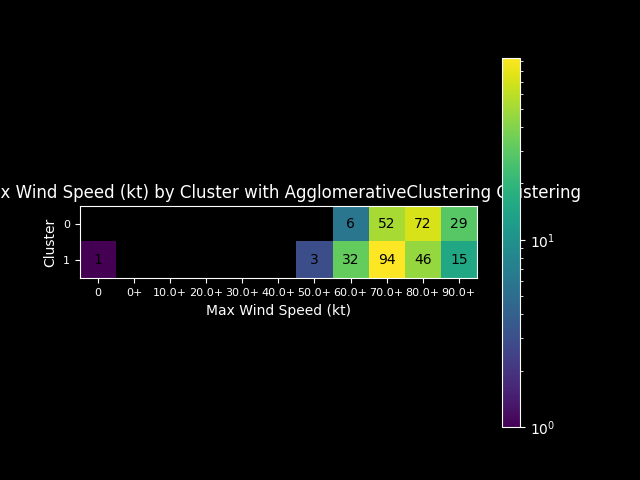 x Wind Speed (kt) by Cluster with AgglomerativeClustering Clustering
Cluster
0 6 52 72 29
1 1 3 32 94 46 15
0 0+ 10.0+ 20.0+ 30.0+ 40.0+ 50.0+ 60.0+ 70.0+ 80.0+ 90.0+
Max Wind Speed (kt)
10¹
10⁰